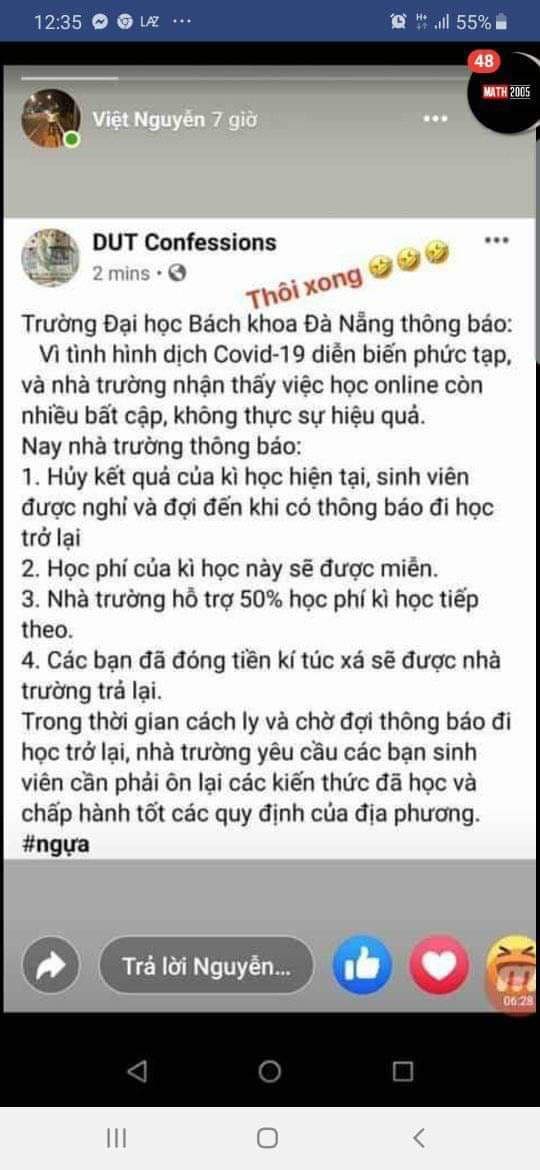 12:35 LAZ ... H+ 55%
48
MATH 2005
Việt Nguyễn 7 giờ
DUT Confessions
2 mins
Thôi xong 🤣🤣🤣
Trường Đại học Bách khoa Đà Nẵng thông báo:
Vì tình hình dịch Covid-19 diễn biến phức tạp,
và nhà trường nhận thấy việc học online còn
nhiều bất cập, không thực sự hiệu quả.
Nay nhà trường thông báo:
1. Hủy kết quả của kì học hiện tại, sinh viên
được nghỉ và đợi đến khi có thông báo đi học
trở lại
2. Học phí của kì học này sẽ được miễn.
3. Nhà trường hỗ trợ 50% học phí kì học tiếp
theo.
4. Các bạn đã đóng tiền kí túc xá sẽ được nhà
trường trả lại.
Trong thời gian cách ly và chờ đợi thông báo đi
học trở lại, nhà trường yêu cầu các bạn sinh
viên cần phải ôn lại các kiến thức đã học và
chấp hành tốt các quy định của địa phương.
#ngựa
Trả lời Nguyễn...
06:28